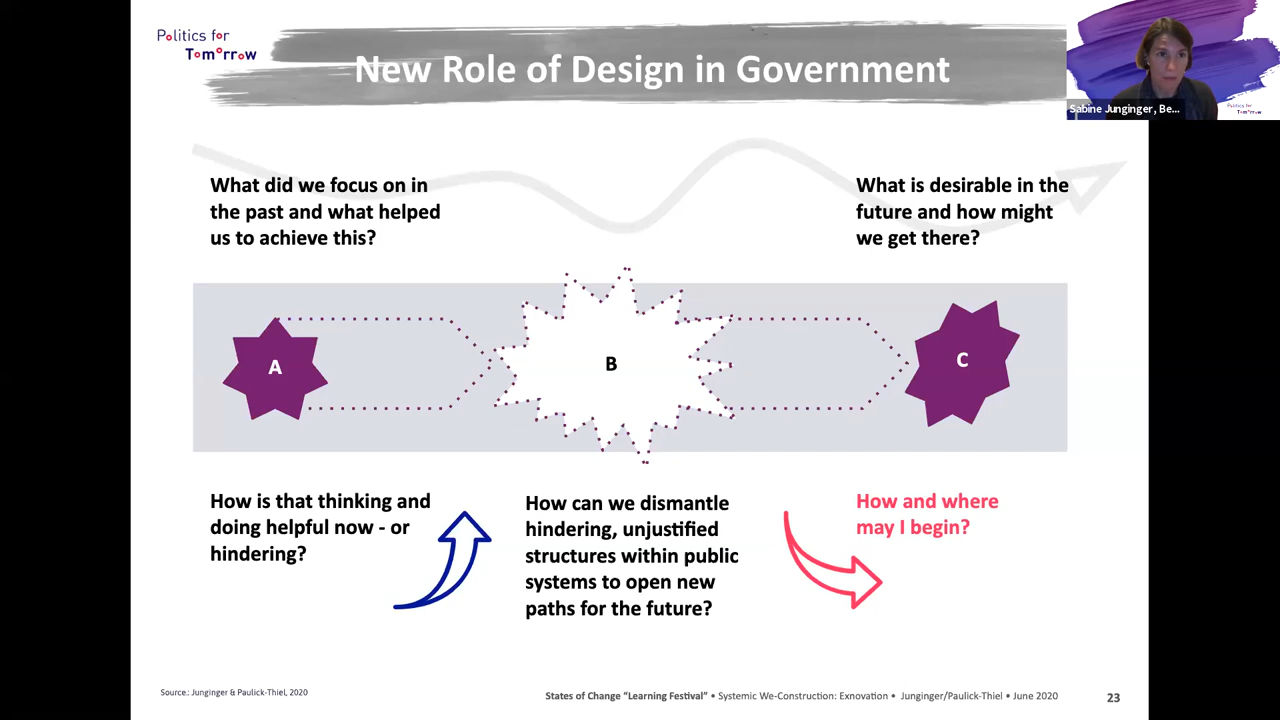 Politics for
Tomorrow
New Role of Design in Government
Sabine Junginger, Be...
Politics for
Tomorrow
What did we focus on in
the past and what helped
us to achieve this?
What is desirable in the
future and how might
we get there?
A
B
C
How is that thinking and
doing helpful now - or
hindering?
How can we dismantle
hindering, unjustified
structures within public
systems to open new
paths for the future?
How and where
may I begin?
Source.: Junginger & Paulick-Thiel, 2020
States of Change “Learning Festival” • Systemic We-Construction: Exnovation • Junginger/Paulick-Thiel • June 2020
23